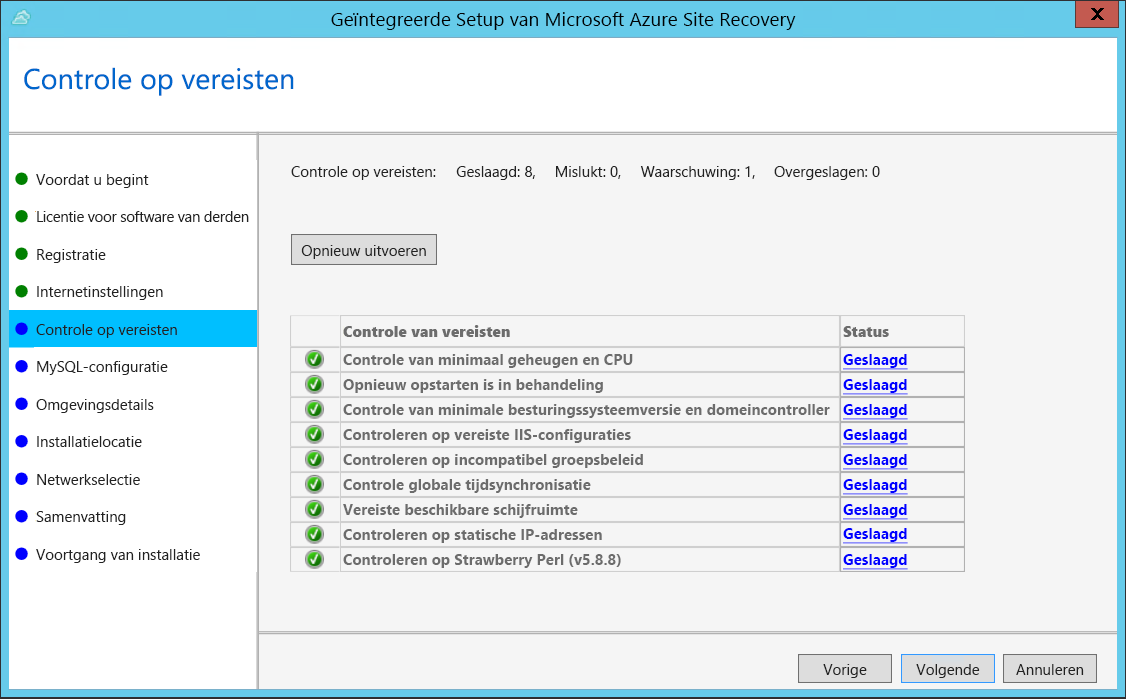 Geïntegreerde Setup van Microsoft Azure Site Recovery
X
Controle op vereisten
Voordat u begint
Licentie voor software van derden
Registratie
Internetinstellingen
Controle op vereisten
MySQL-configuratie
Omgevingsdetails
Installatielocatie
Netwerkselectie
Samenvatting
Voortgang van installatie
Controle op vereisten: Geslaagd: 8, Mislukt: 0, Waarschuwing: 1, Overgeslagen: 0
Opnieuw uitvoeren
Controle van vereisten Status
Controle van minimaal geheugen en CPU Geslaagd
Opnieuw opstarten is in behandeling Geslaagd
Controle van minimale besturingssysteemversie en domeincontroller Geslaagd
Controleren op vereiste IIS-configuraties Geslaagd
Controleren op incompatibel groepsbeleid Geslaagd
Controle globale tijdsynchronisatie Geslaagd
Vereiste beschikbare schijfruimte Geslaagd
Controleren op statische IP-adressen Geslaagd
Controleren op Strawberry Perl (v5.8.8) Geslaagd
Vorige Volgende Annuleren